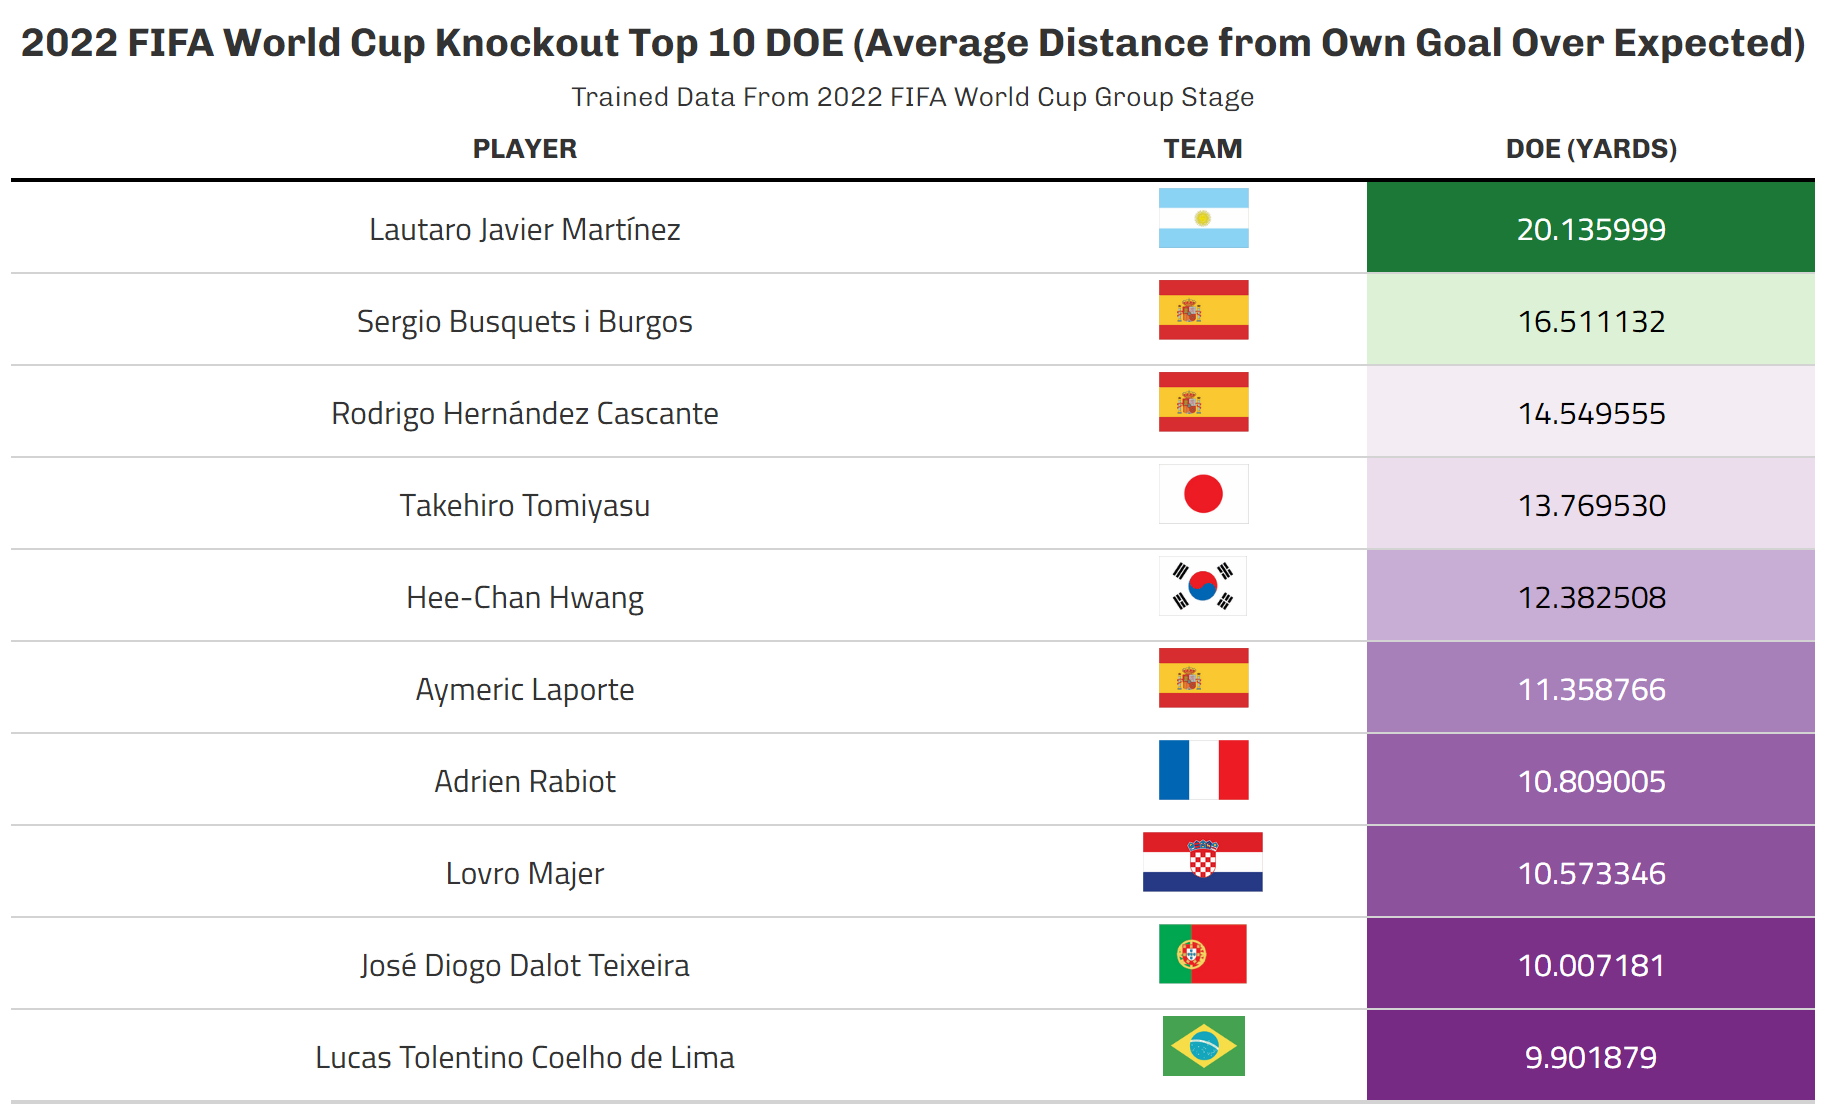 2022 FIFA World Cup Knockout Top 10 DOE (Average Distance from Own Goal Over Expected)
Trained Data From 2022 FIFA World Cup Group Stage
PLAYER TEAM DOE (YARDS)
Lautaro Javier Martínez 20.135999
Sergio Busquets i Burgos 16.511132
Rodrigo Hernández Cascante 14.549555
Takehiro Tomiyasu 13.769530
Hee-Chan Hwang 12.382508
Aymeric Laporte 11.358766
Adrien Rabiot 10.809005
Lovro Majer 10.573346
José Diogo Dalot Teixeira 10.007181
Lucas Tolentino Coelho de Lima 9.901879